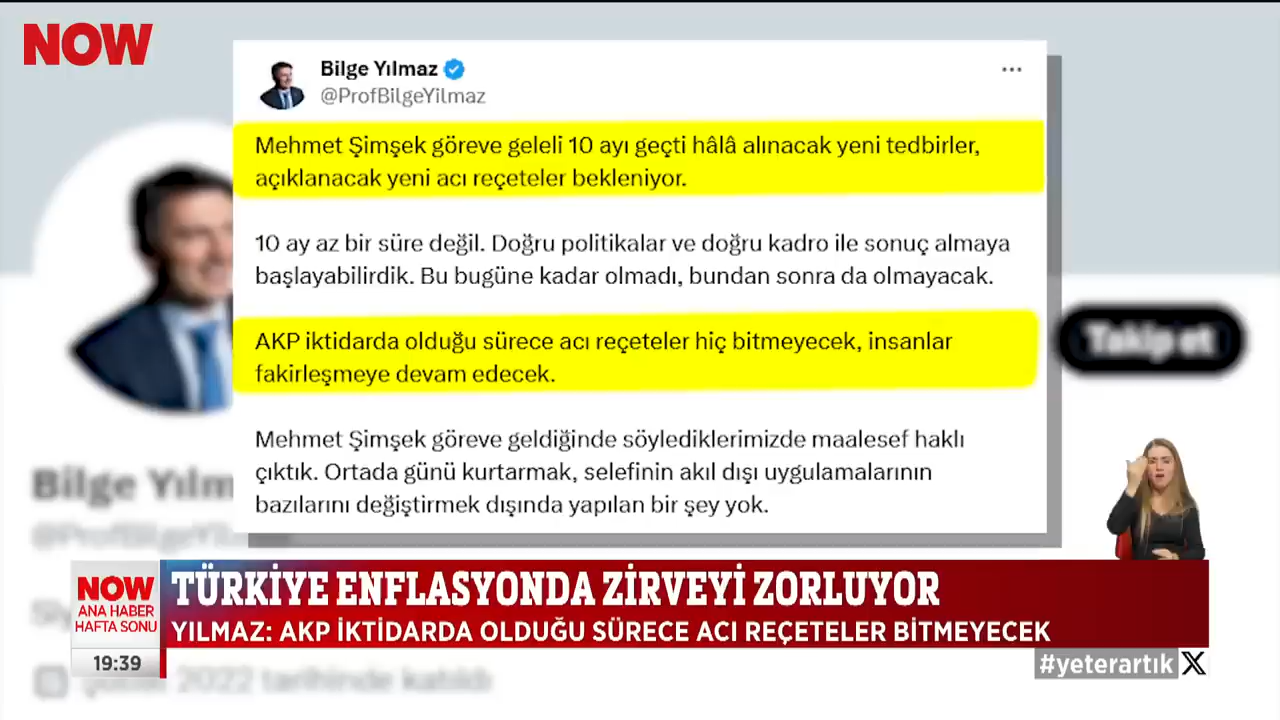 NOW
Bilge Yılmaz
@ProfBilgeYilmaz
Mehmet Şimşek göreve geleli 10 ayı geçti hâlâ alınacak yeni tedbirler,
açıklanacak yeni acı reçeteler bekleniyor.
10 ay az bir süre değil. Doğru politikalar ve doğru kadro ile sonuç almaya
başlayabilirdik. Bu bugüne kadar olmadı, bundan sonra da olmayacak.
AKP iktidarda olduğu sürece acı reçeteler hiç bitmeyecek, insanlar
fakirleşmeye devam edecek.
Mehmet Şimşek göreve geldiğinde söylediklerimizde maalesef haklı
çıktık. Ortada günü kurtarmak, selefinin akıl dışı uygulamalarının
bazılarını değiştirmek dışında yapılan bir şey yok.
Takip et
Bilge Yılm
NOW
ANA HABER
HAFTA SONU
19:39
TÜRKİYE ENFLASYONDA ZİRVEYİ ZORLUYOR
YILMAZ: AKP İKTİDARDA OLDUĞU SÜRECE ACI REÇETELER BİTMEYECEK
#yeterartık X
2022 tarihinde katıldı